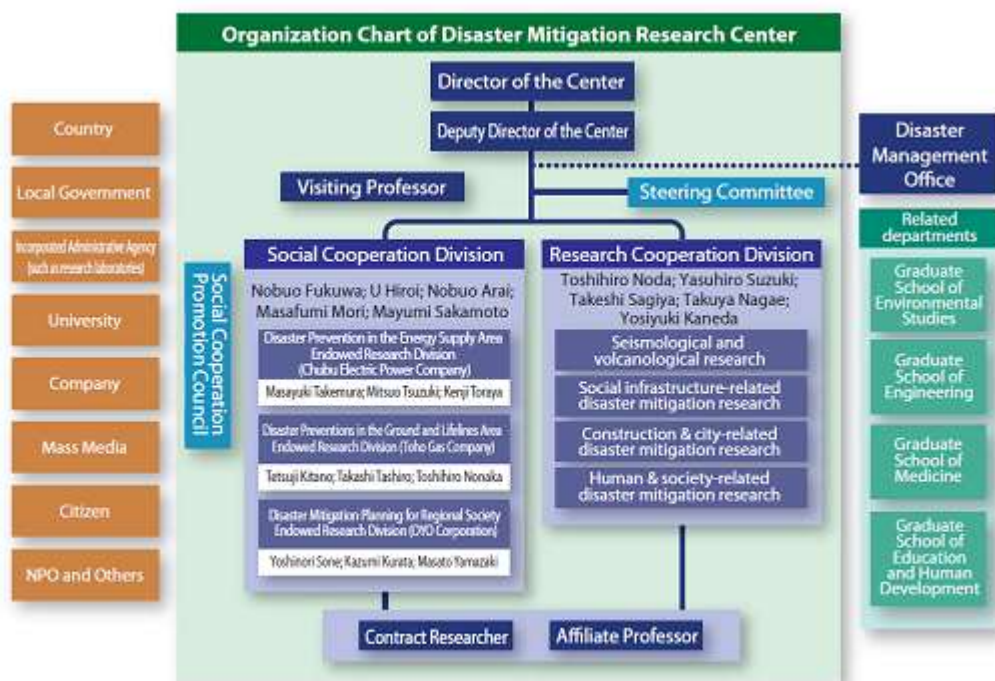 Organization Chart of Disaster Mitigation Research Center
Director of the Center
Deputy Director of the Center
Visiting Professor
Steering Committee
Disaster
Management
Office
Country
Local Government
Incorporated Administrative Agency
(such as research laboratories)
University
Company
Mass Media
Citizen
NPO and Others
Social Cooperation
Promotion Council
Social Cooperation Division
Nobuo Fukuwa; U Hiroi; Nobuo Arai;
Masafumi Mori; Mayumi Sakamoto
Disaster Prevention in the Energy Supply Area
Endowed Research Division
(Chubu Electric Power Company)
Masayuki Takemura; Mitsuo Tsuzuki; Kenji Toraya
Disaster Preventions in the Ground and Lifelines Area
Endowed Research Division (Toho Gas Company)
Tetsuji Kitano; Takashi Tashiro; Toshihiro Nonaka
Disaster Mitigation Planning for Regional Society
Endowed Research Division (OYO Corporation)
Yoshinori Sone; Kazumi Kurata; Masato Yamazaki
Research Cooperation Division
Toshihiro Noda; Yasuhiro Suzuki;
Takeshi Sagiya; Takuya Nagae;
Yosiyuki Kaneda
Seismological and
volcanological research
Social infrastructure-related
disaster mitigation research
Construction & city-related
disaster mitigation research
Human & society-related
disaster mitigation research
Contract Researcher
Affiliate Professor
Related
departments
Graduate
School of
Environmental
Studies
Graduate
School of
Engineering
Graduate
School of
Medicine
Graduate
School of
Education
and Human
Development